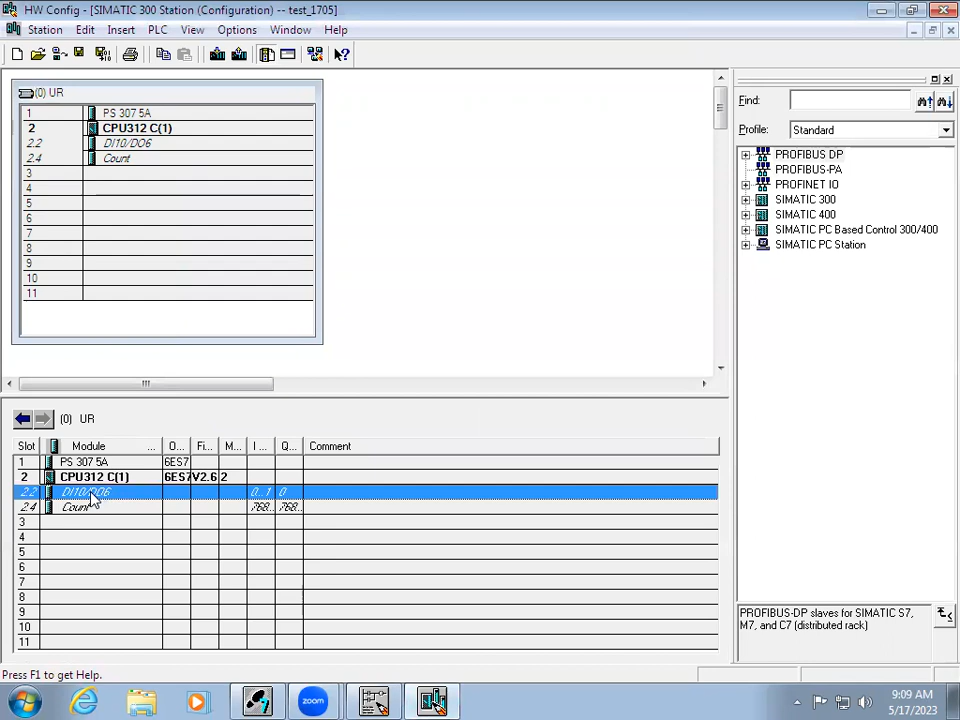 HW Config - [SIMATIC 300 Station (Configuration) -- test_1705]
Station Edit Insert PLC View Options Window Help
(0) UR
1 PS 307 5A
2 CPU312 C(1)
2.2 DI10/DO6
2.4 Count
3
4
5
6
7
8
9
10
11
Find:
Profile: Standard
PROFIBUS DP
PROFIBUS-PA
PROFINET IO
SIMATIC 300
SIMATIC 400
SIMATIC PC Based Control 300/400
SIMATIC PC Station
(0) UR
Slot Module ... O... Fi... M... I ... Q... Comment
1 PS 307 5A 6ES7
2 CPU312 C(1) 6ES7 V2.6 2
2.2 DI10/DO6 0...1 0
2.4 Count 768... 768...
3
4
5
6
7
8
9
10
11
PROFIBUS-DP slaves for SIMATIC S7,
M7, and C7 (distributed rack)
Press F1 to get Help.
zoom
9:09 AM
5/17/2023